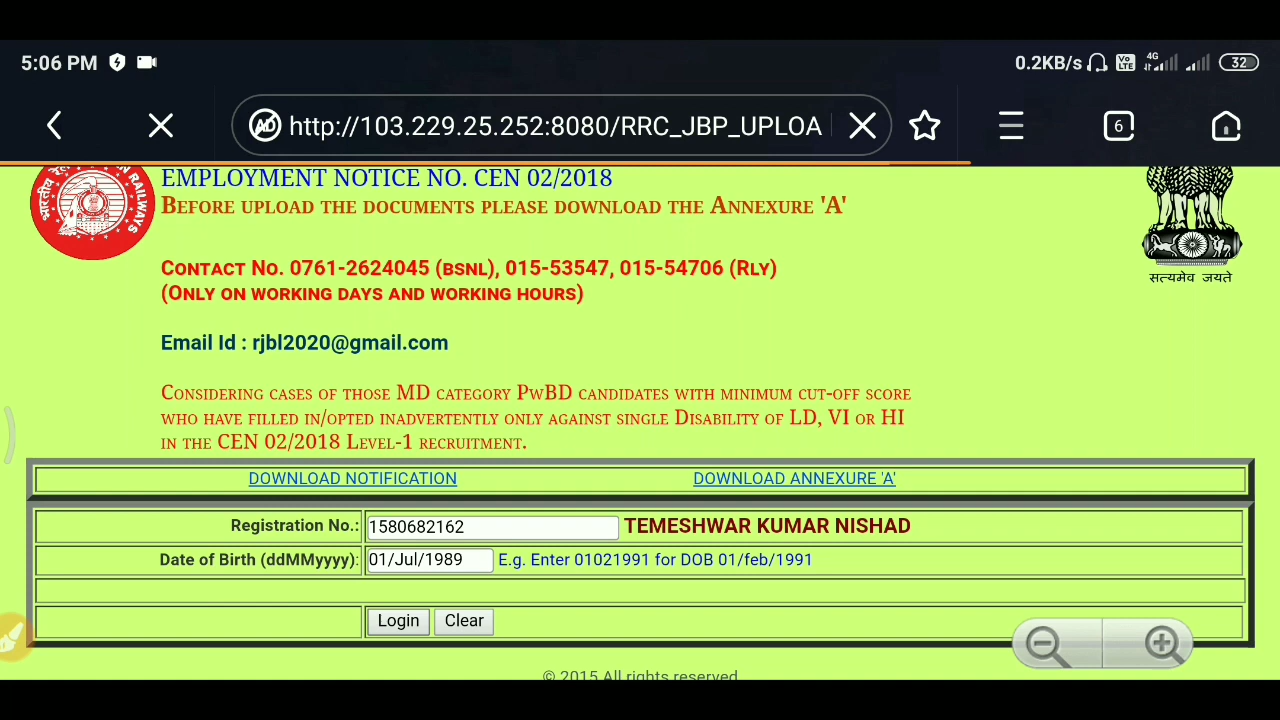 5:06 PM 0.2KB/s Vo LTE 4G 32
http://103.229.25.252:8080/RRC_JBP_UPLOA 6
भारतीय रेल RAILWAYS
EMPLOYMENT NOTICE NO. CEN 02/2018
BEFORE UPLOAD THE DOCUMENTS PLEASE DOWNLOAD THE ANNEXURE 'A'
CONTACT NO. 0761-2624045 (BSNL), 015-53547, 015-54706 (RLY)
(ONLY ON WORKING DAYS AND WORKING HOURS)
सत्यमेव जयते
Email Id : rjbl2020@gmail.com
CONSIDERING CASES OF THOSE MD CATEGORY PWBD CANDIDATES WITH MINIMUM CUT-OFF SCORE
WHO HAVE FILLED IN/OPTED INADVERTENTLY ONLY AGAINST SINGLE DISABILITY OF LD, VI OR HI
IN THE CEN 02/2018 LEVEL-1 RECRUITMENT.
DOWNLOAD NOTIFICATION DOWNLOAD ANNEXURE 'A'
Registration No.: 1580682162 TEMESHWAR KUMAR NISHAD
Date of Birth (ddMMyyyy): 01/Jul/1989 E.g. Enter 01021991 for DOB 01/feb/1991
Login Clear
© 2015 All rights reserved